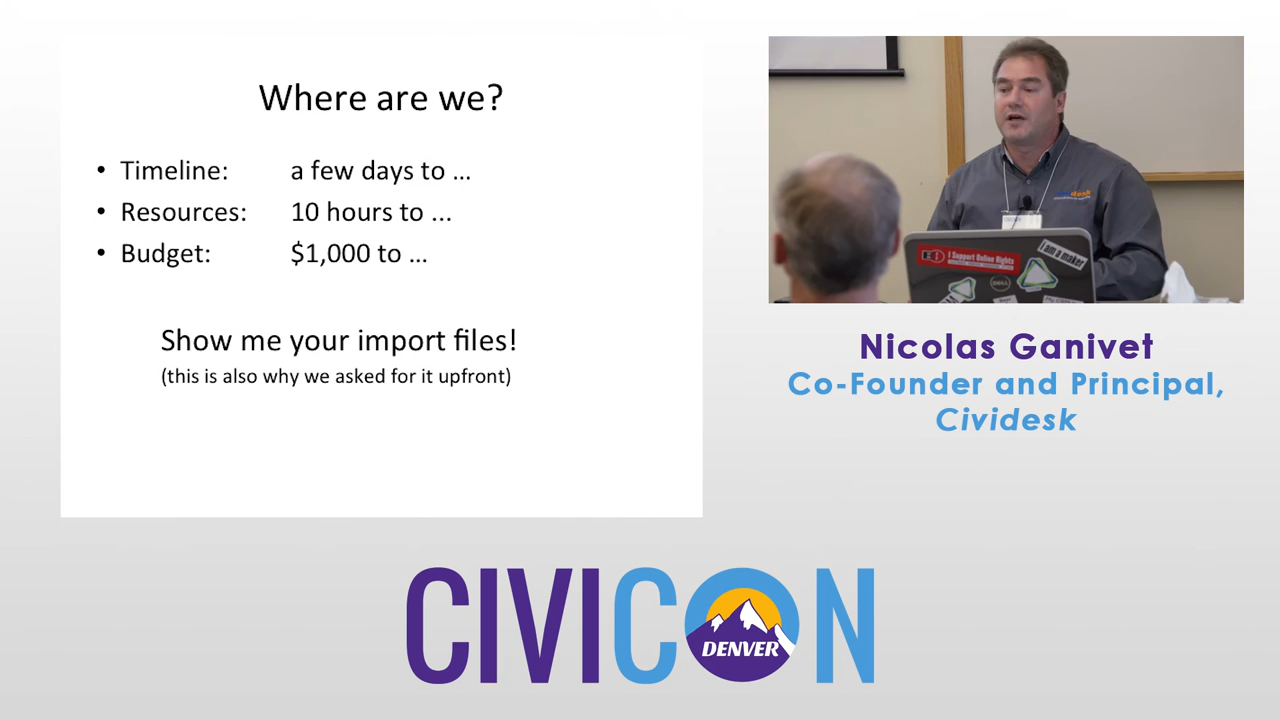 Where are we?
• Timeline: a few days to ...
• Resources: 10 hours to ...
• Budget: $1,000 to ...
Show me your import files!
(this is also why we asked for it upfront)
I Support Online Rights
I am a maker
DELL
Nicolas Ganivet
Co-Founder and Principal,
Cividesk
CIVICON
DENVER